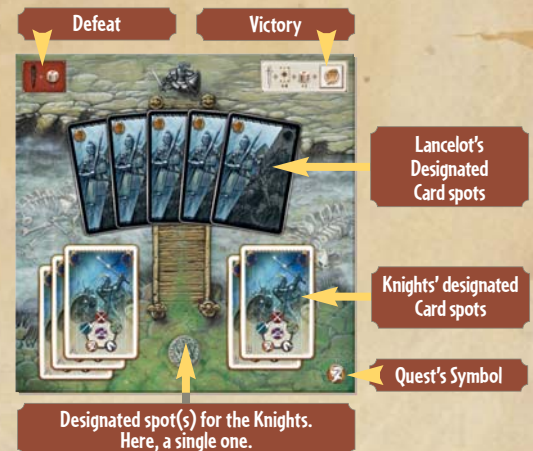 Defeat
Victory
Lancelot's
Designated
Card spots
Knights' designated
Card spots
Quest's Symbol
Designated spot(s) for the Knights.
Here, a single one.